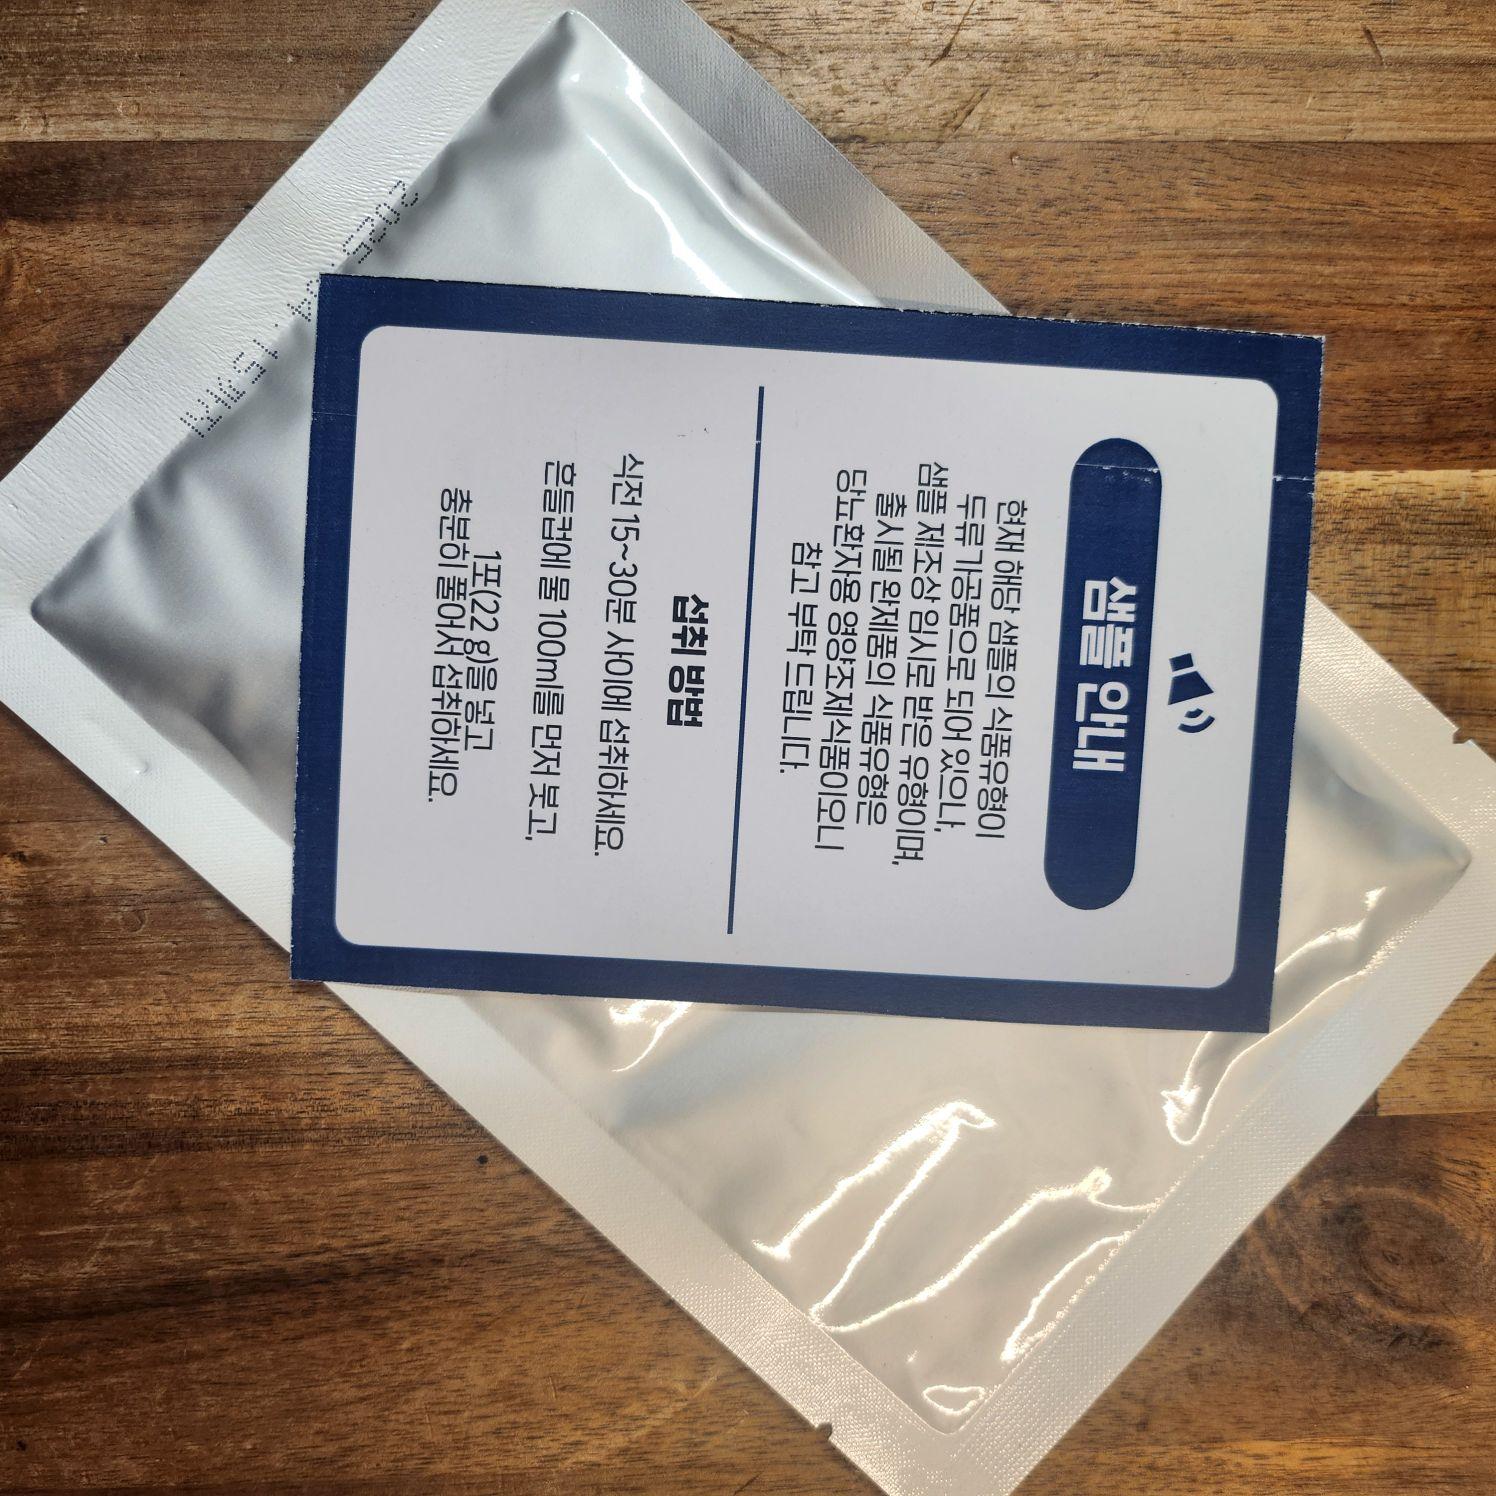 샘플 안내
현재 해당 샘플의 식품유형이
두류가공품으로 되어 있으나,
샘플 제조상 임시로 받은 유형이며,
출시될 완제품의 식품유형은
당뇨환자용 영양조제식품이오니
참고 부탁 드립니다.
섭취 방법
식전 15~30분 사이에 섭취하세요.
흔들컵에 물 100ml를 먼저 붓고,
1포(22 g)을 넣고
충분히 풀어서 섭취하세요.